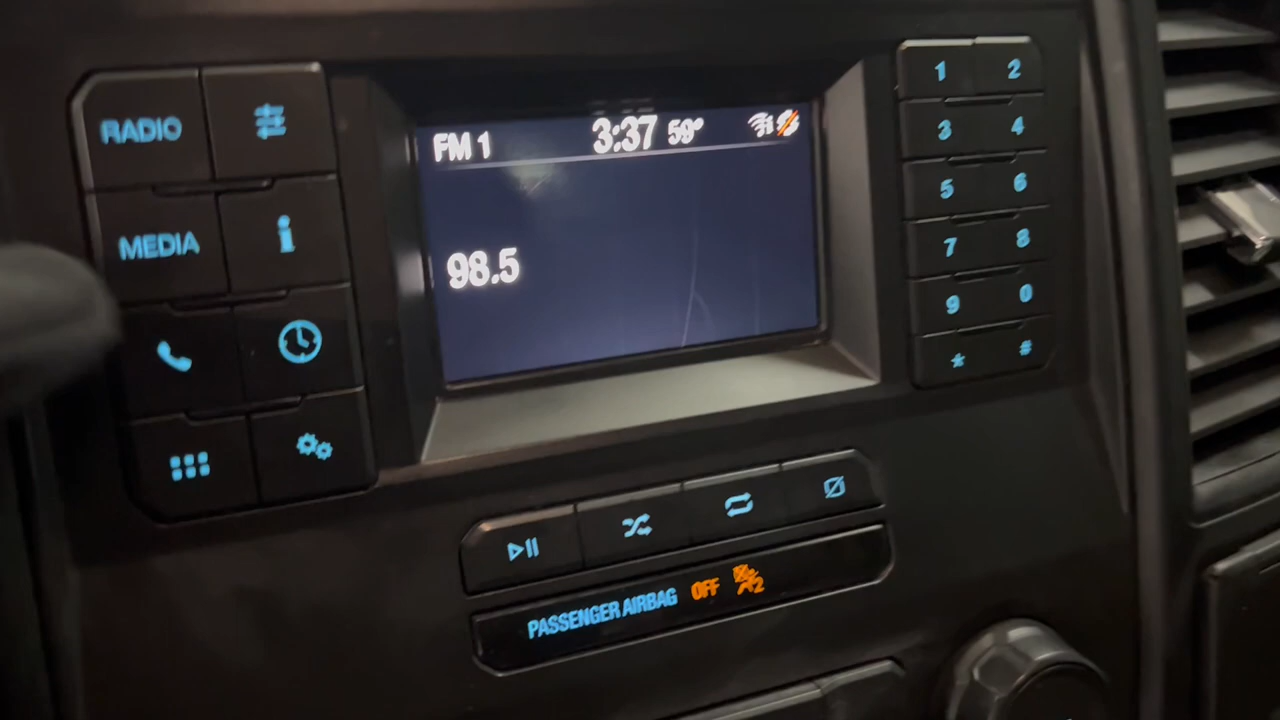 FM 1 3:37 59°
98.5
RADIO
MEDIA
1 2
3 4
5 6
7 8
9 0
* #
PASSENGER AIRBAG OFF 2